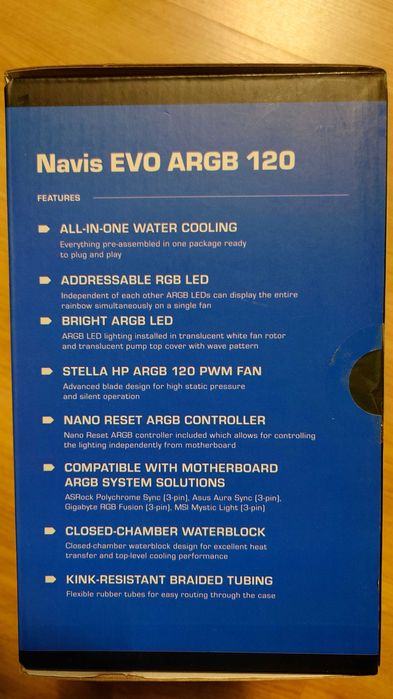 Navis EVO ARGB 120
FEATURES
ALL-IN-ONE WATER COOLING
Everything pre-assembled in one package ready
to plug and play
ADDRESSABLE RGB LED
Independent of each other ARGB LEDs can display the entire
rainbow simultaneously on a single fan
BRIGHT ARGB LED
ARGB LED lighting installed in translucent white fan rotor
and translucent pump top cover with wave pattern
STELLA HP ARGB 120 PWM FAN
Advanced blade design for high static pressure
and silent operation
NANO RESET ARGB CONTROLLER
Nano Reset ARGB controller included which allows for controlling
the lighting independently from motherboard
COMPATIBLE WITH MOTHERBOARD
ARGB SYSTEM SOLUTIONS
ASRock Polychrome Sync (3-pin), Asus Aura Sync (3-pin),
Gigabyte RGB Fusion (3-pin), MSI Mystic Light (3-pin)
CLOSED-CHAMBER WATERBLOCK
Closed-chamber waterblock design for excellent heat
transfer and top-level cooling performance
KINK-RESISTANT BRAIDED TUBING
Flexible rubber tubes for easy routing through the case